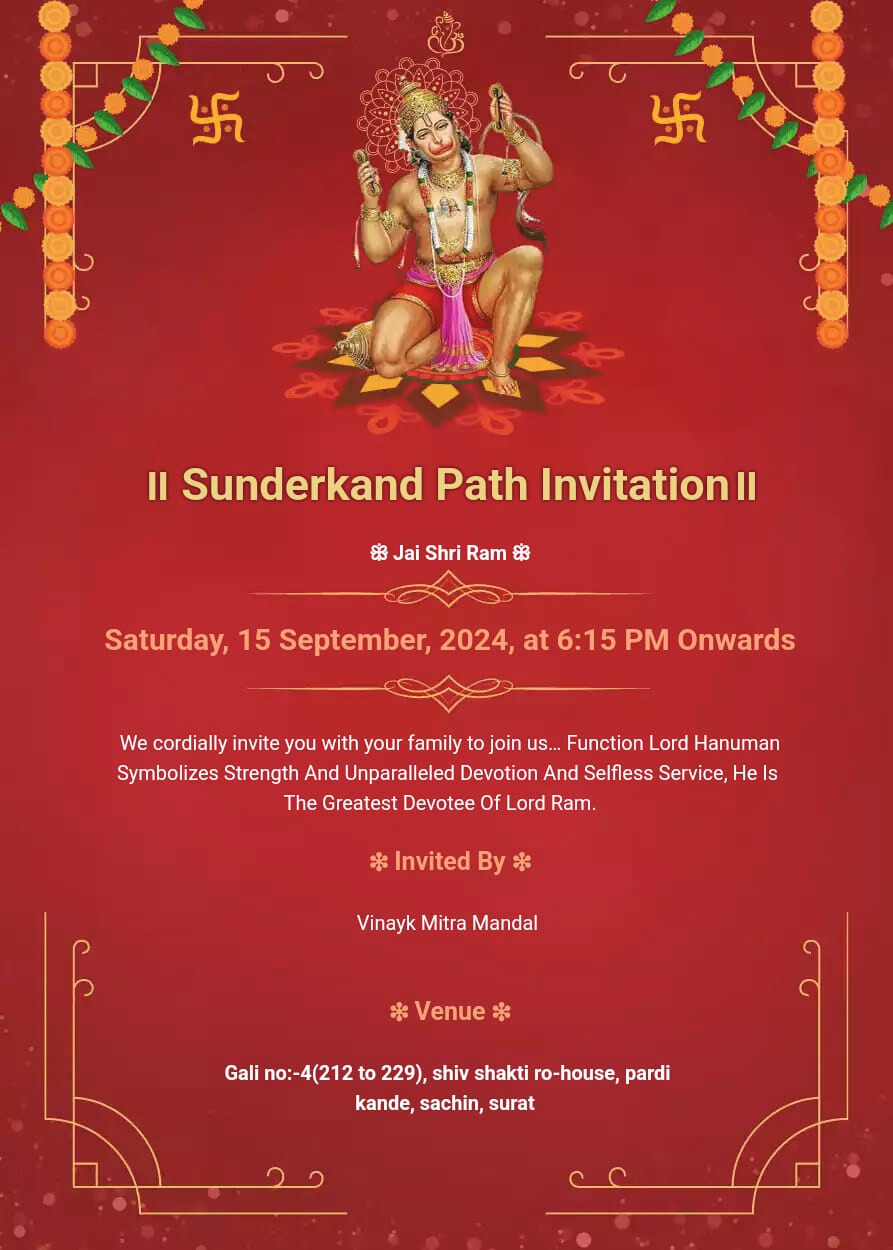 ॥ Sunderkand Path Invitation ॥
ꕥ Jai Shri Ram ꕥ
Saturday, 15 September, 2024, at 6:15 PM Onwards
We cordially invite you with your family to join us... Function Lord Hanuman
Symbolizes Strength And Unparalleled Devotion And Selfless Service, He Is
The Greatest Devotee Of Lord Ram.
❇ Invited By ❇
Vinayk Mitra Mandal
❇ Venue ❇
Gali no:-4(212 to 229), shiv shakti ro-house, pardi
kande, sachin, surat